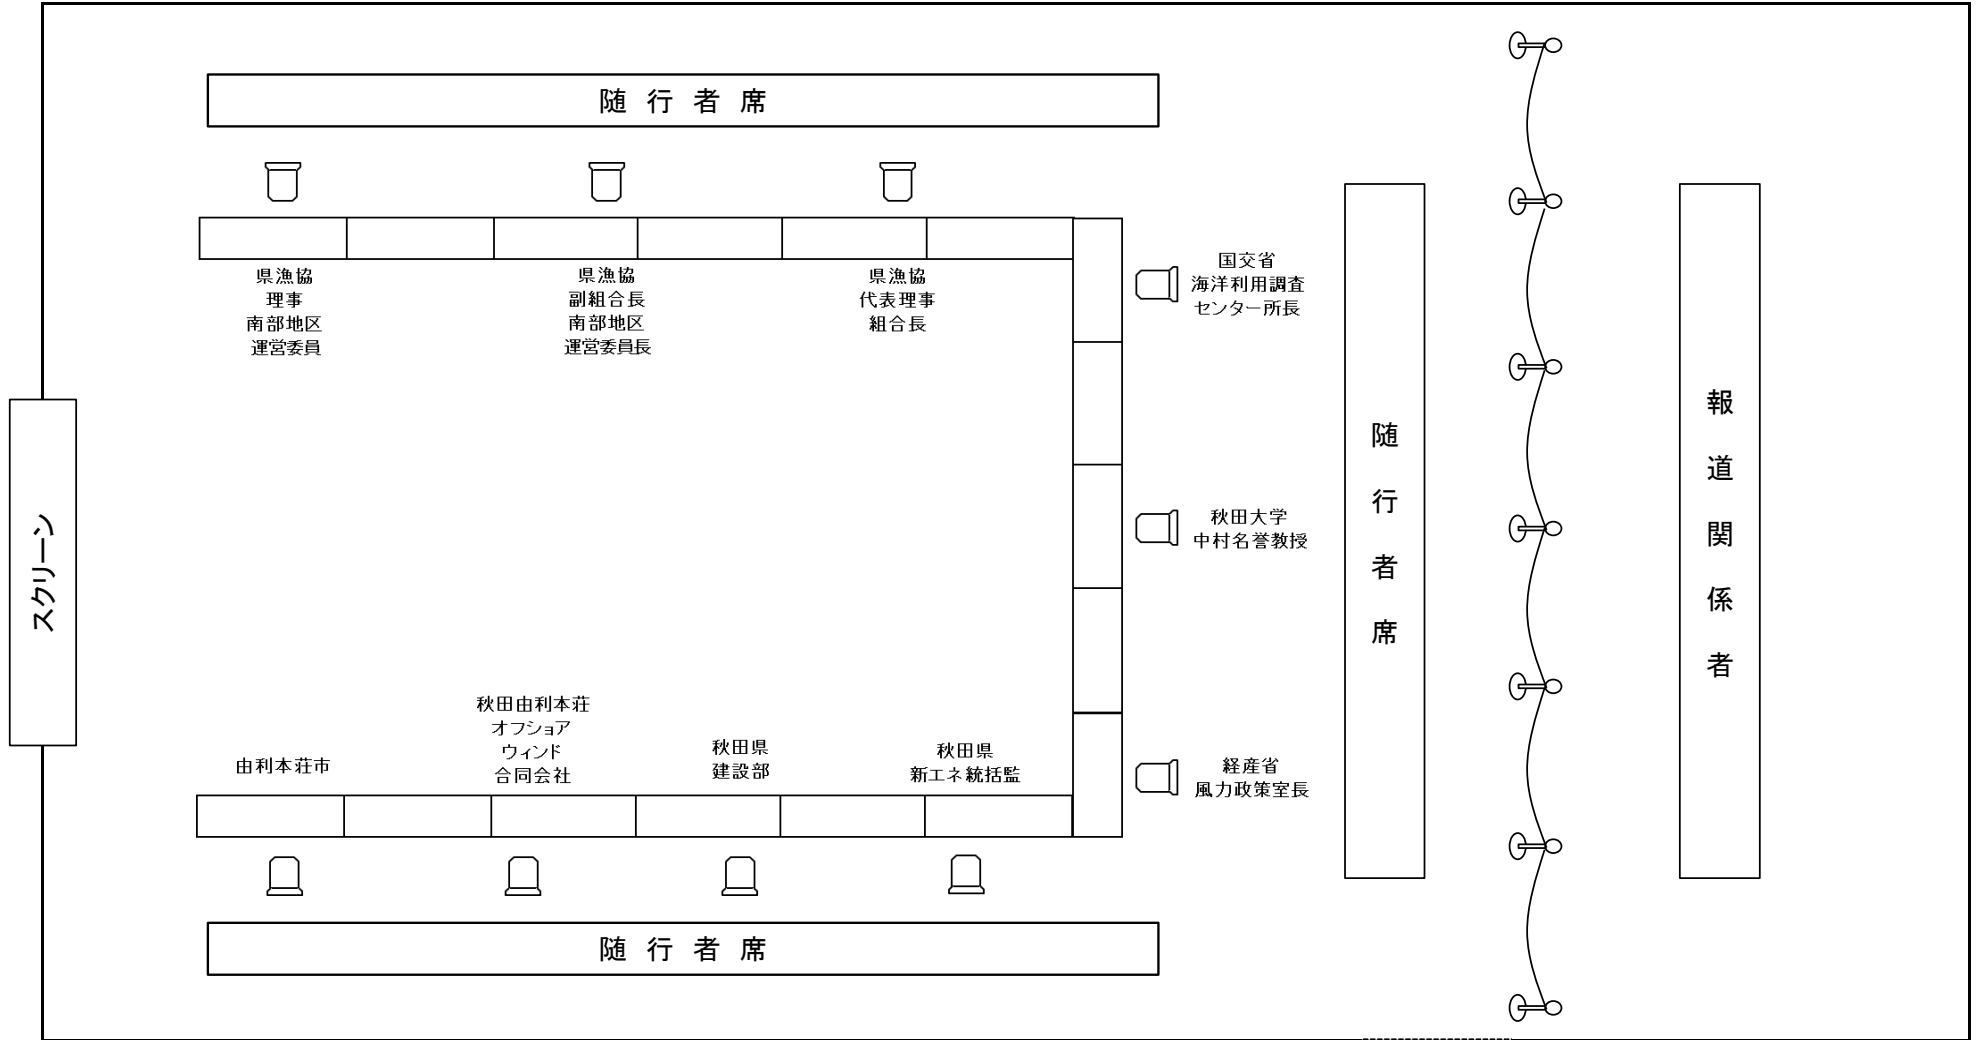 随行者席
県漁協
理事
南部地区
運営委員
県漁協
副組合長
南部地区
運営委員長
県漁協
代表理事
組合長
国交省
海洋利用調査
センター所長
秋田大学
中村名誉教授
経産省
風力政策室長
随行者席
報道関係者
スクリーン
由利本荘市
秋田由利本荘
オフショア
ウィンド
合同会社
秋田県
建設部
秋田県
新エネ統括監
随行者席